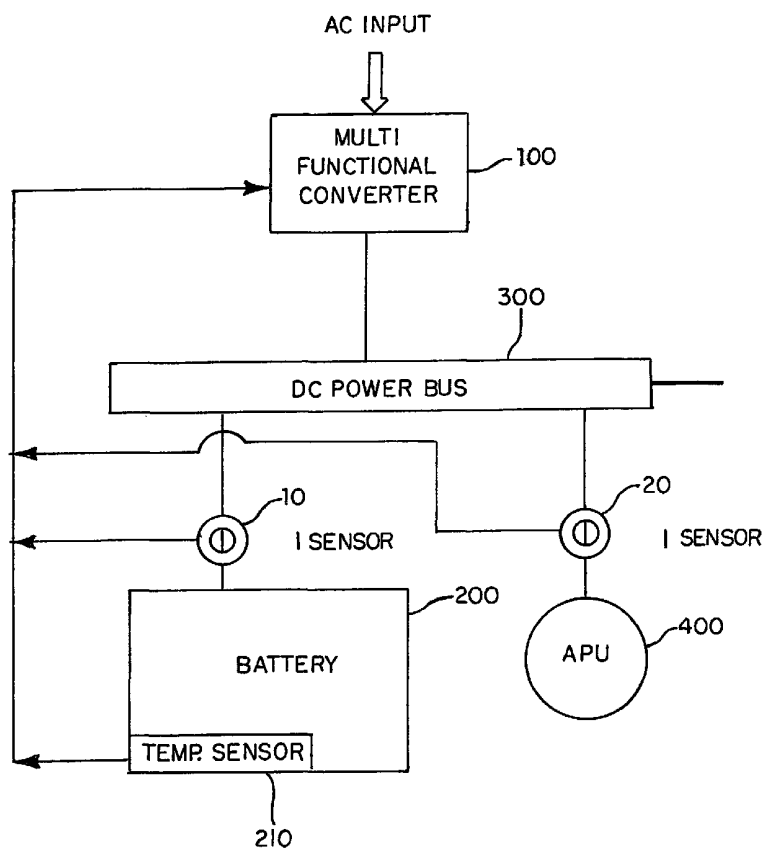 AC INPUT
MULTI
FUNCTIONAL
CONVERTER
100
300
DC POWER BUS
10
20
I SENSOR
I SENSOR
200
BATTERY
400
APU
TEMP. SENSOR
210